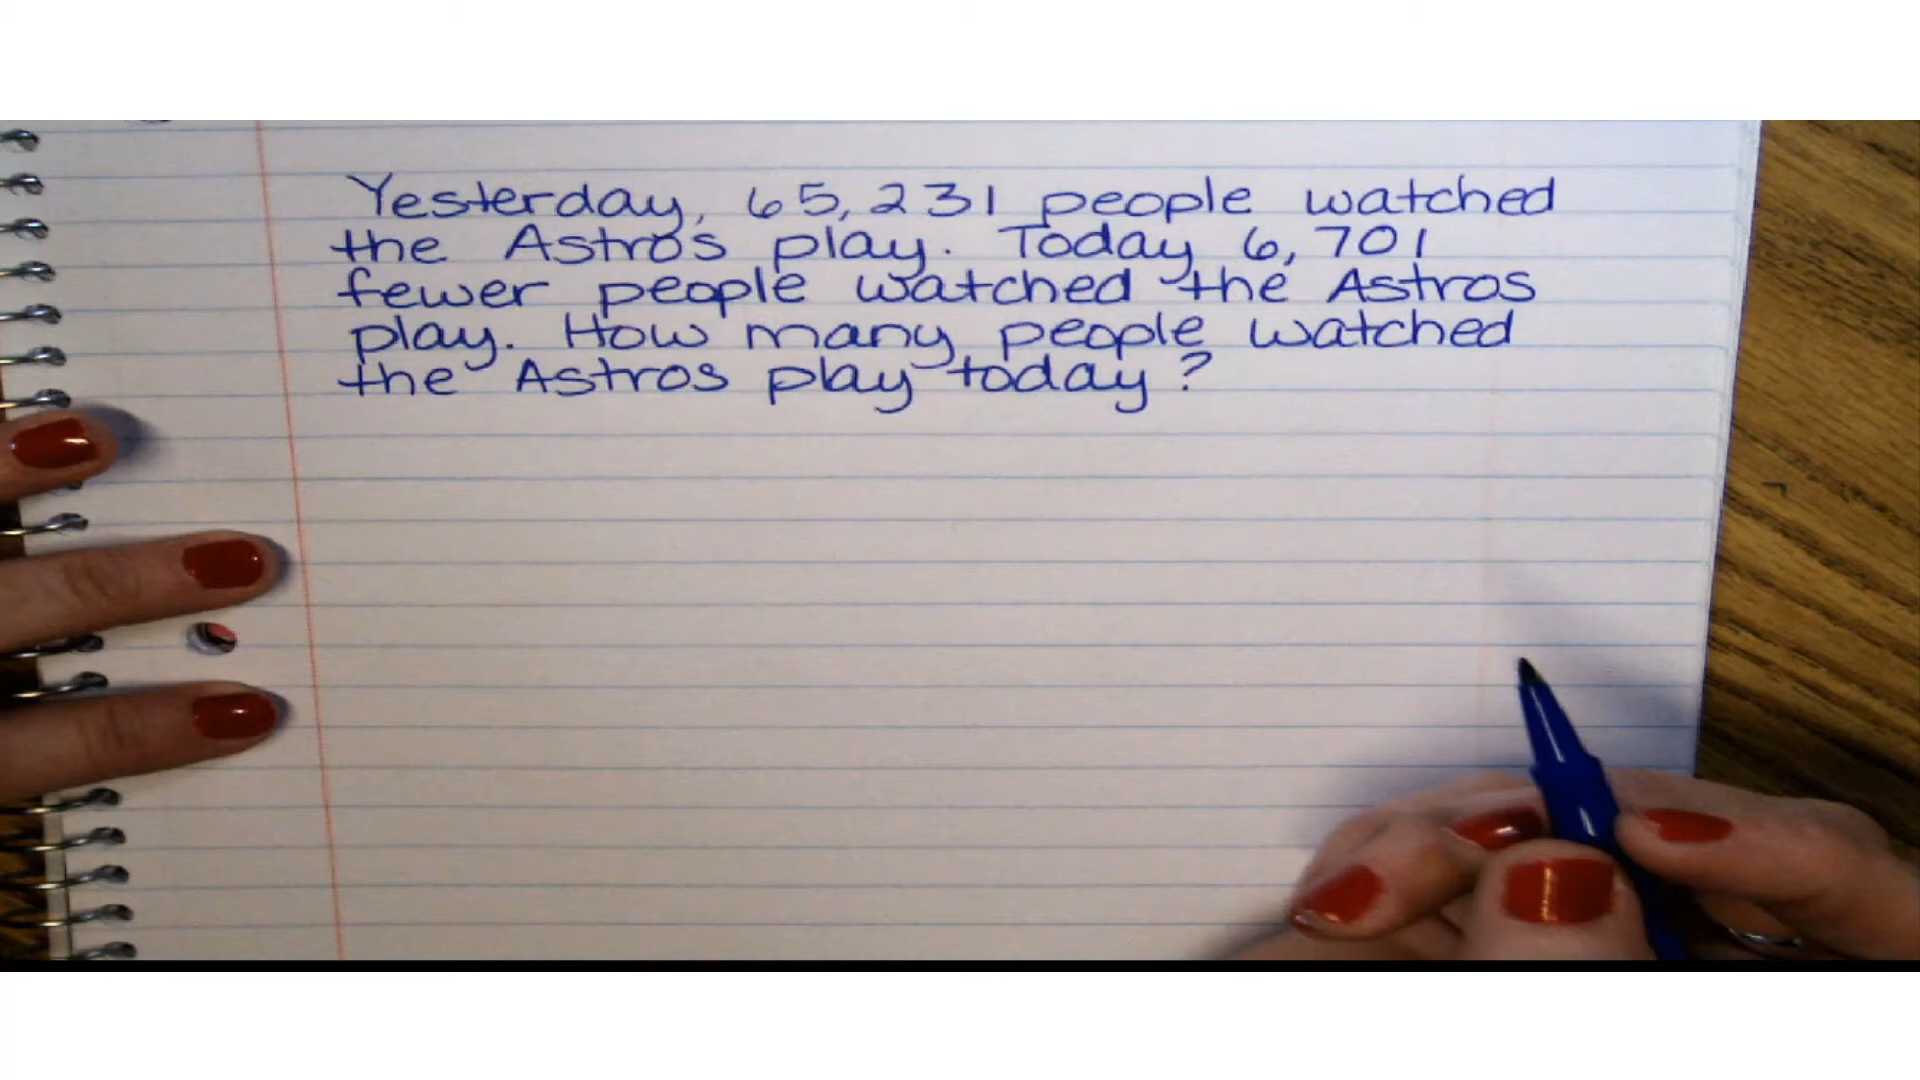 Yesterday, 65,231 people watched
the Astros play. Today 6,701
fewer people watched the Astros
play. How many people watched
the Astros play today?